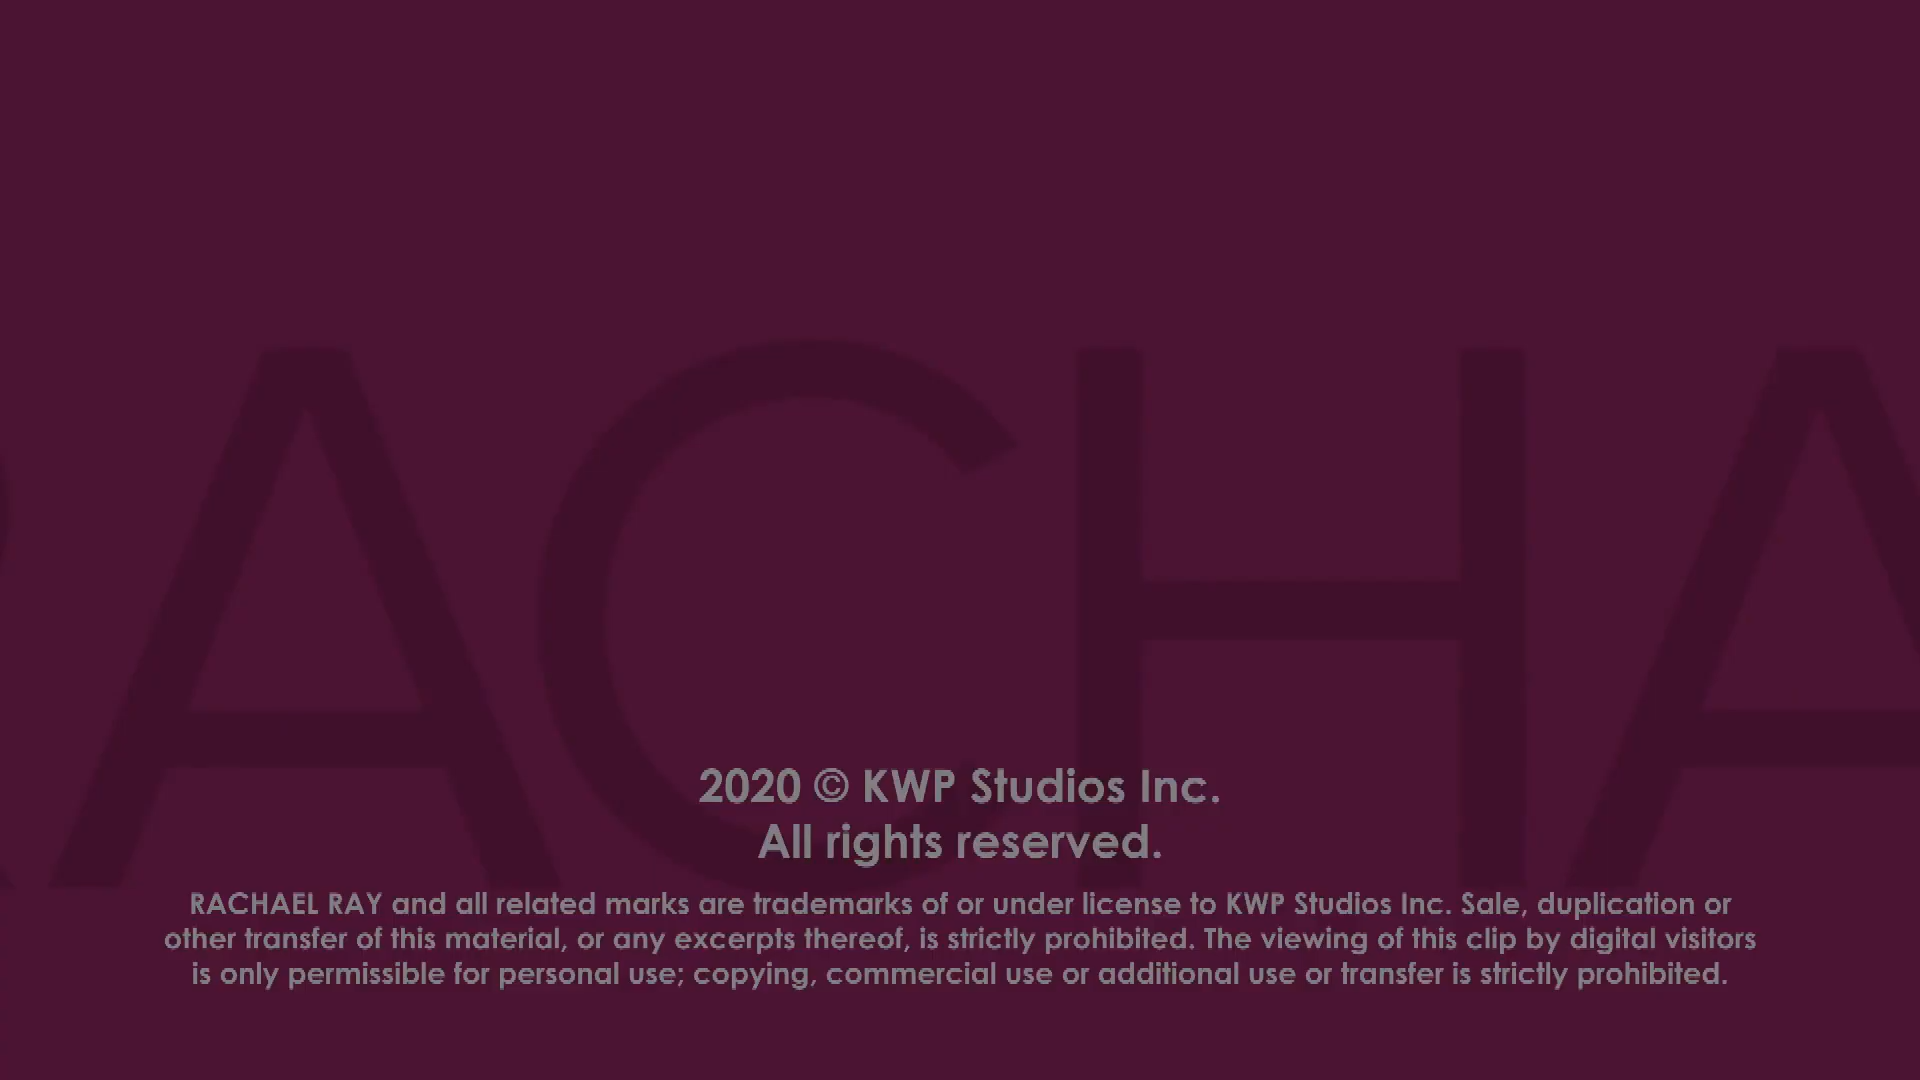 RACHA
2020 © KWP Studios Inc.
All rights reserved.
RACHAEL RAY and all related marks are trademarks of or under license to KWP Studios Inc. Sale, duplication or
other transfer of this material, or any excerpts thereof, is strictly prohibited. The viewing of this clip by digital visitors
is only permissible for personal use; copying, commercial use or additional use or transfer is strictly prohibited.